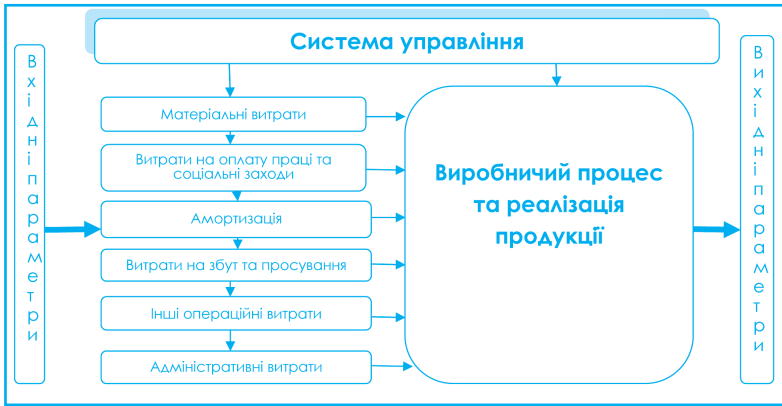 Система управління
Вхідні параметри
Матеріальні витрати
Витрати на оплату праці та
соціальні заходи
Амортизація
Витрати на збут та просування
Інші операційні витрати
Адміністративні витрати
Виробничий процес
та реалізація
продукції
Вихідні параметри